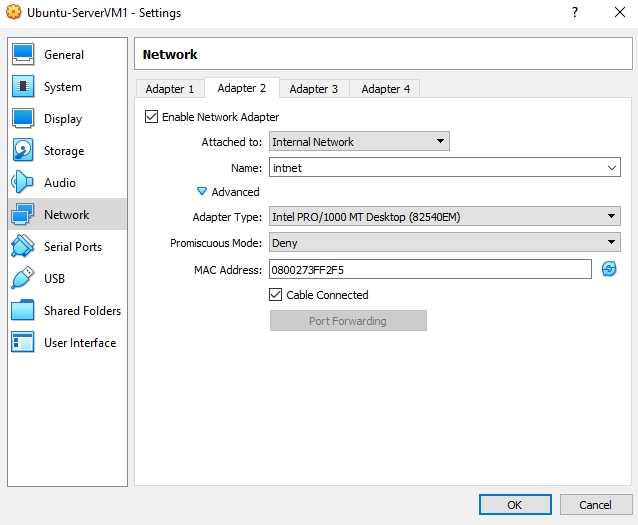 Ubuntu-ServerVM1 - Settings
?
General
System
Display
Storage
Audio
Network
Serial Ports
USB
Shared Folders
User Interface
Network
Adapter 1 Adapter 2 Adapter 3 Adapter 4
Enable Network Adapter
Attached to: Internal Network
Name: intnet
Advanced
Adapter Type: Intel PRO/1000 MT Desktop (82540EM)
Promiscuous Mode: Deny
MAC Address: 0800273FF2F5
Cable Connected
Port Forwarding
OK Cancel